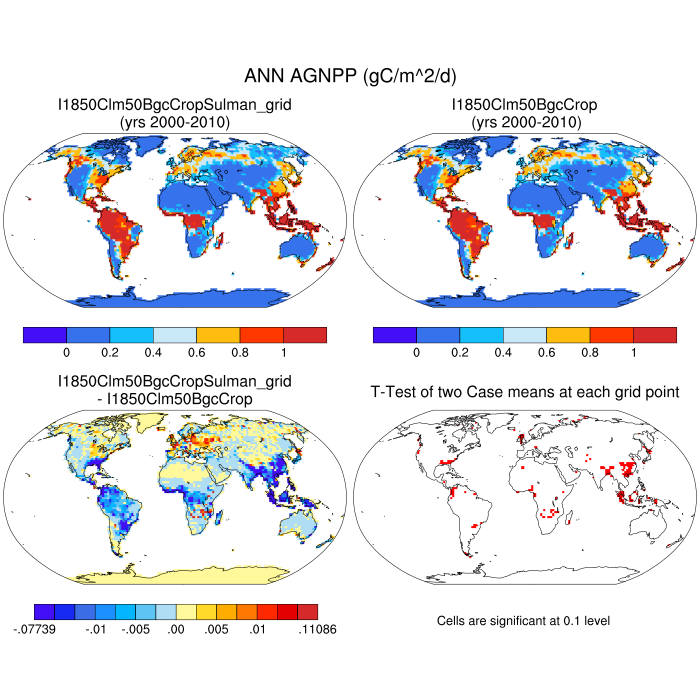 ANN AGNPP (gC/m^2/d)
I1850Clm50BgcCropSulman_grid
(yrs 2000-2010)
I1850Clm50BgcCrop
(yrs 2000-2010)
0 0.2 0.4 0.6 0.8 1
0 0.2 0.4 0.6 0.8 1
I1850Clm50BgcCropSulman_grid
- I1850Clm50BgcCrop
T-Test of two Case means at each grid point
-.07739 -.01 -.005 .00 .005 .01 .11086
Cells are significant at 0.1 level